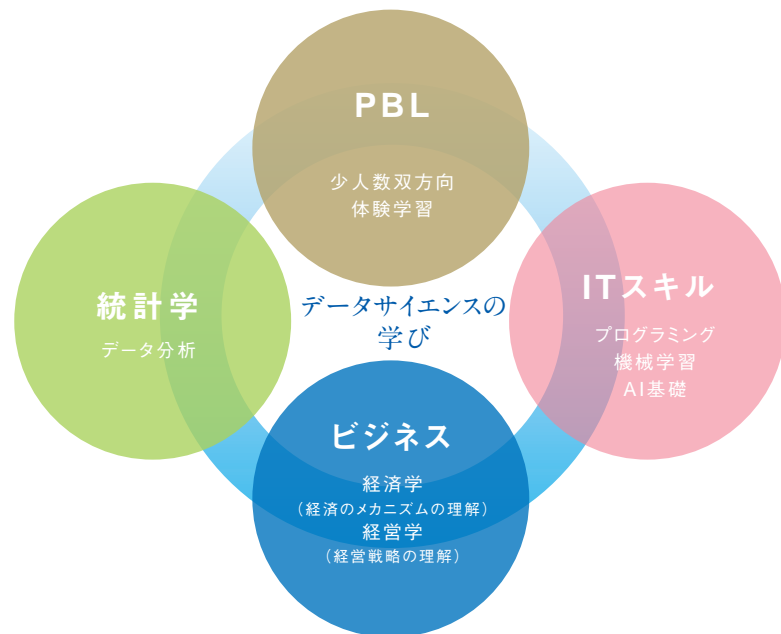 PBL
少人数双方向
体験学習
統計学
データ分析
データサイエンスの
学び
ITスキル
プログラミング
機械学習
AI基礎
ビジネス
経済学
（経済のメカニズムの理解）
経営学
（経営戦略の理解）